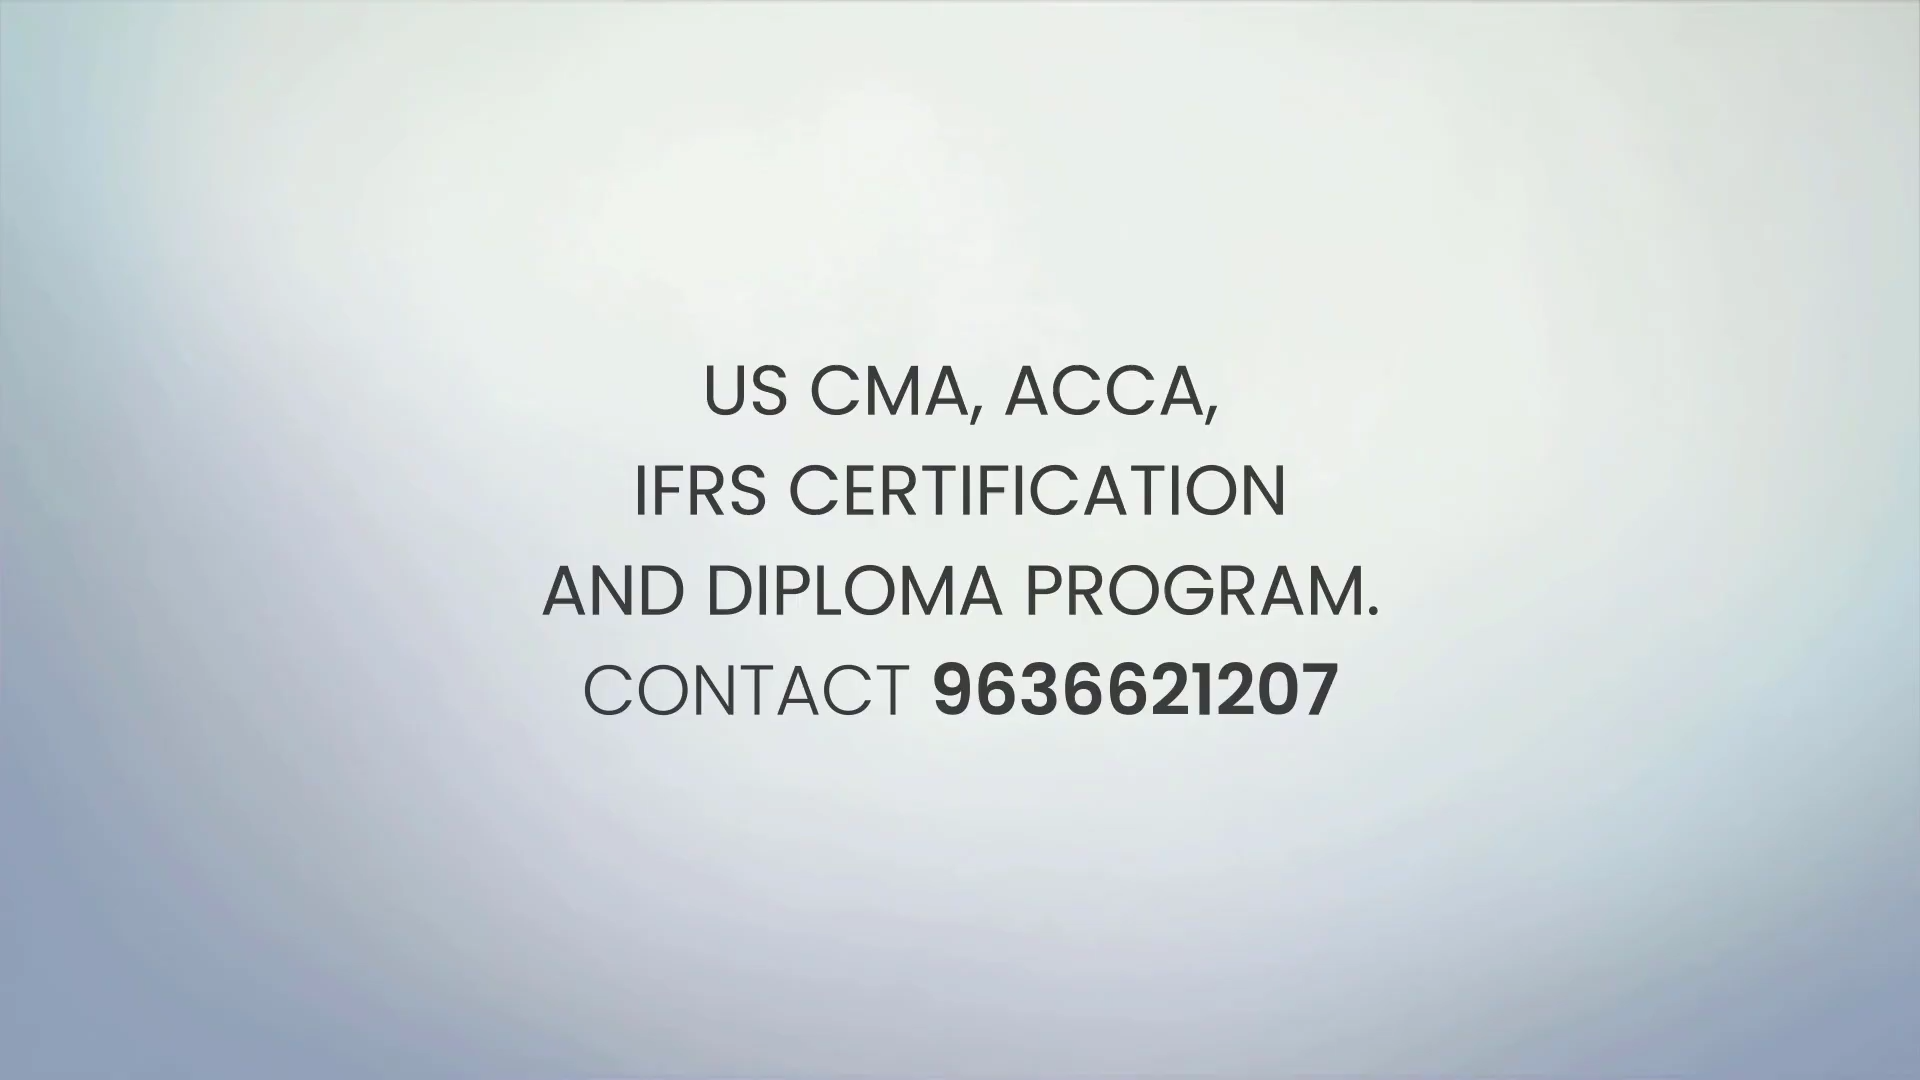 US CMA, ACCA,
IFRS CERTIFICATION
AND DIPLOMA PROGRAM.
CONTACT 9636621207